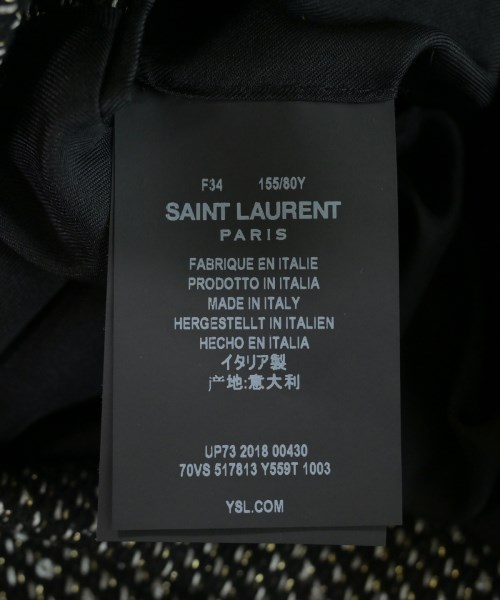 F34 155/80Y
SAINT LAURENT
PARIS
FABRIQUE EN ITALIE
PRODOTTO IN ITALIA
MADE IN ITALY
HERGESTELLT IN ITALIEN
HECHO EN ITALIA
イタリア製
产地:意大利
UP73 2018 00430
70VS 517813 Y559T 1003
YSL.COM